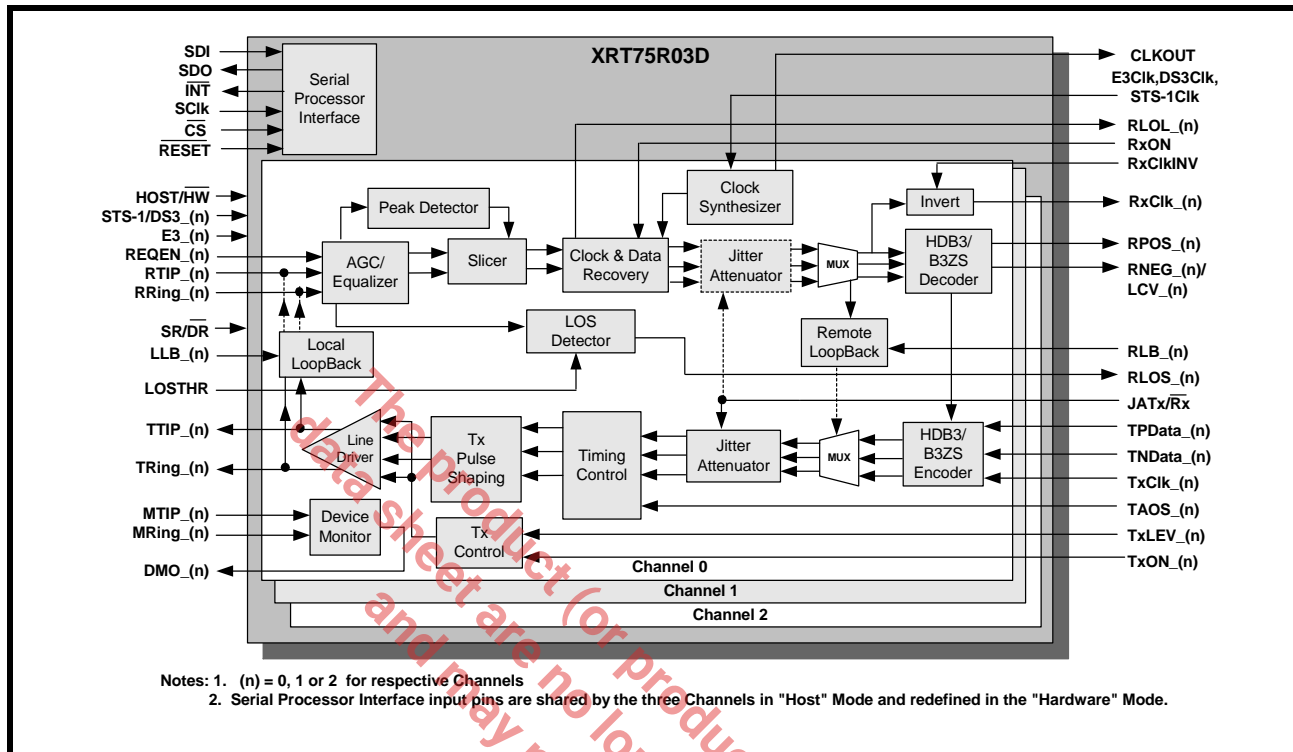 XRT75R03D
SDI
SDO
INT
SClk
CS
RESET
Serial
Processor
Interface
CLKOUT
E3Clk,DS3Clk,
STS-1Clk
RLOL_(n)
RxON
RxClkINV
RxClk_(n)
RPOS_(n)
RNEG_(n)/
LCV_(n)
RLB_(n)
RLOS_(n)
JATx/Rx
TPData_(n)
TNData_(n)
TxClk_(n)
TAOS_(n)
TxLEV_(n)
TxON_(n)
HOST/HW
STS-1/DS3_(n)
E3_(n)
REQEN_(n)
RTIP_(n)
RRing_(n)
SR/DR
LLB_(n)
LOSTHR
TTIP_(n)
TRing_(n)
MTIP_(n)
MRing_(n)
DMO_(n)
Peak Detector
AGC/
Equalizer
Slicer
Clock & Data
Recovery
Clock
Synthesizer
Jitter
Attenuator
MUX
Invert
HDB3/
B3ZS
Decoder
LOS
Detector
Remote
LoopBack
Local
LoopBack
Line
Driver
Tx
Pulse
Shaping
Timing
Control
Jitter
Attenuator
MUX
HDB3/
B3ZS
Encoder
Device
Monitor
Tx
Control
Channel 0
Channel 1
Channel 2
Notes: 1. (n) = 0, 1 or 2 for respective Channels
2. Serial Processor Interface input pins are shared by the three Channels in "Host" Mode and redefined in the "Hardware" Mode.
The product (or produc
data sheet are no lon
and may n